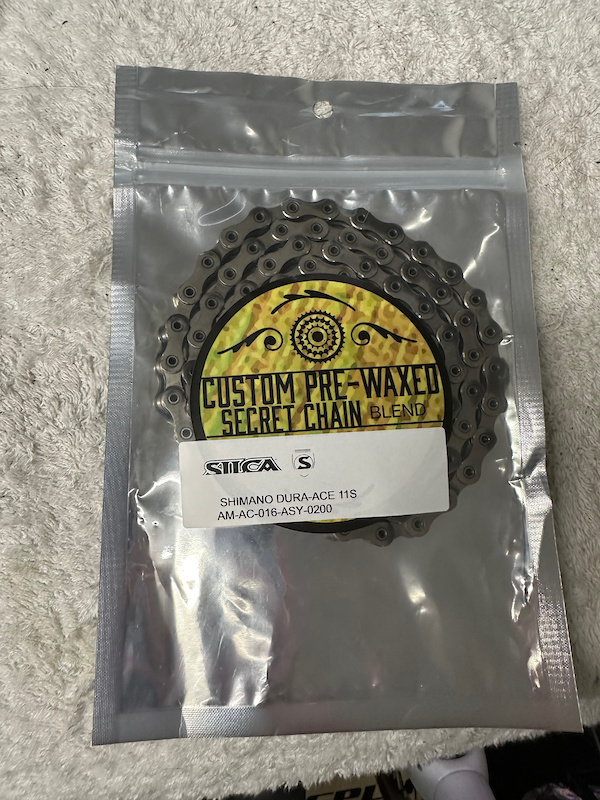 CUSTOM PRE-WAXED
SECRET CHAIN BLEND
SILCA S
SHIMANO DURA-ACE 11S
AM-AC-016-ASY-0200